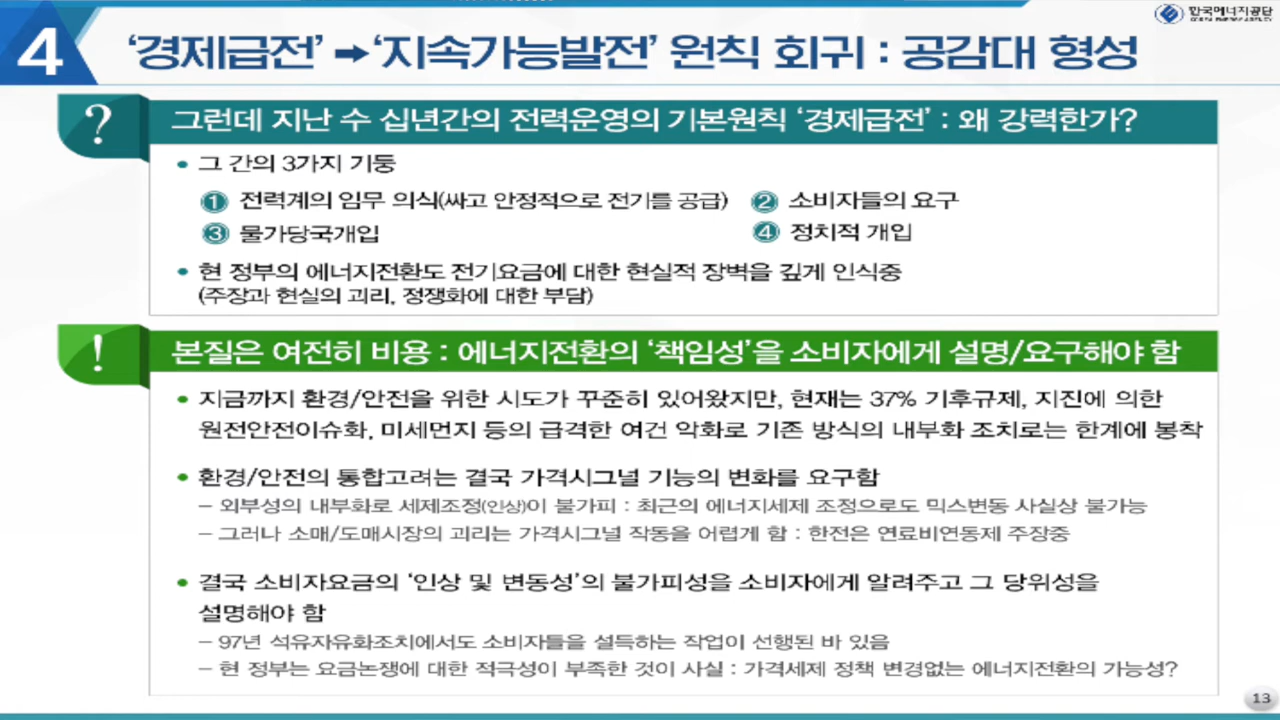 한국에너지공단
KOREA ENERGY AGENCY
4
‘경제급전’ ➡ ‘지속가능발전’ 원칙 회귀 : 공감대 형성
?
그런데 지난 수 십년간의 전력운영의 기본원칙 ‘경제급전’ : 왜 강력한가?
• 그 간의 3가지 기둥
① 전력계의 임무 의식(싸고 안정적으로 전기를 공급) ② 소비자들의 요구
③ 물가당국개입 ④ 정치적 개입
• 현 정부의 에너지전환도 전기요금에 대한 현실적 장벽을 깊게 인식중
(주장과 현실의 괴리, 정쟁화에 대한 부담)
!
본질은 여전히 비용 : 에너지전환의 ‘책임성’을 소비자에게 설명/요구해야 함
• 지금까지 환경/안전을 위한 시도가 꾸준히 있어왔지만, 현재는 37% 기후규제, 지진에 의한
원전안전이슈화, 미세먼지 등의 급격한 여건 악화로 기존 방식의 내부화 조치로는 한계에 봉착
• 환경/안전의 통합고려는 결국 가격시그널 기능의 변화를 요구함
– 외부성의 내부화로 세제조정(인상)이 불가피 : 최근의 에너지세제 조정으로도 믹스변동 사실상 불가능
– 그러나 소매/도매시장의 괴리는 가격시그널 작동을 어렵게 함 : 한전은 연료비연동제 주장중
• 결국 소비자요금의 ‘인상 및 변동성’의 불가피성을 소비자에게 알려주고 그 당위성을
설명해야 함
– 97년 석유자유화조치에서도 소비자들을 설득하는 작업이 선행된 바 있음
– 현 정부는 요금논쟁에 대한 적극성이 부족한 것이 사실 : 가격세제 정책 변경없는 에너지전환의 가능성?
13